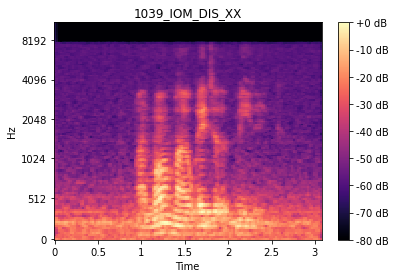 1039_IOM_DIS_XX
+0 dB
8192
-10 dB
4096
-20 dB
-30 dB
2048
Hz
-40 dB
1024
-50 dB
-60 dB
512
-70 dB
0
-80 dB
0 0.5 1 1.5 2 2.5 3
Time